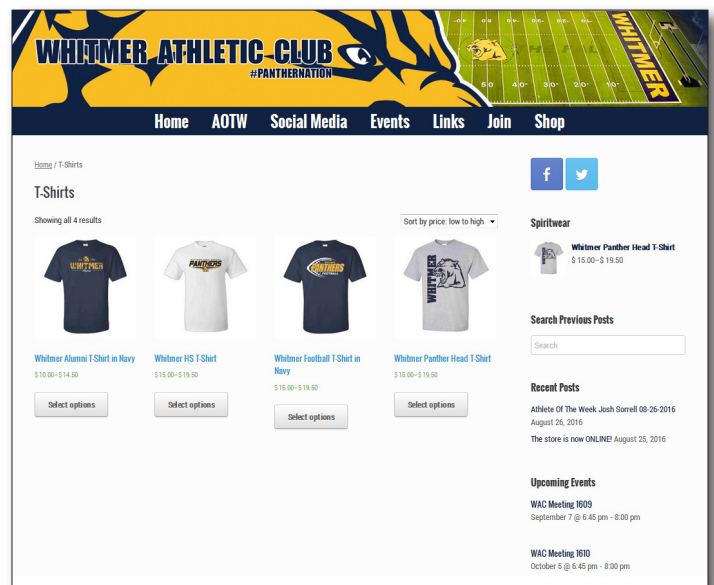 WHITMER ATHLETIC CLUB
#PANTHERNATION
WHITMER
Home AOTW Social Media Events Links Join Shop
Home / T-Shirts
T-Shirts
Showing all 4 results
Sort by price: low to high
WHITMER
PANTHERS
PANTHERS
FOOTBALL
WHITMER
Whitmer Alumni T-Shirt in Navy
$ 10.00–$ 14.50
Select options
Whitmer HS T-Shirt
$ 15.00–$ 19.50
Select options
Whitmer Football T-Shirt in
Navy
$ 15.00–$ 19.50
Select options
Whitmer Panther Head T-Shirt
$ 15.00–$ 19.50
Select options
f
Spiritwear
Whitmer Panther Head T-Shirt
$ 15.00–$ 19.50
Search Previous Posts
Search
Recent Posts
Athlete Of The Week Josh Sorrell 08-26-2016
August 26, 2016
The store is now ONLINE! August 25, 2016
Upcoming Events
WAC Meeting 1609
September 7 @ 6:45 pm - 8:00 pm
WAC Meeting 1610
October 5 @ 6:45 pm - 8:00 pm